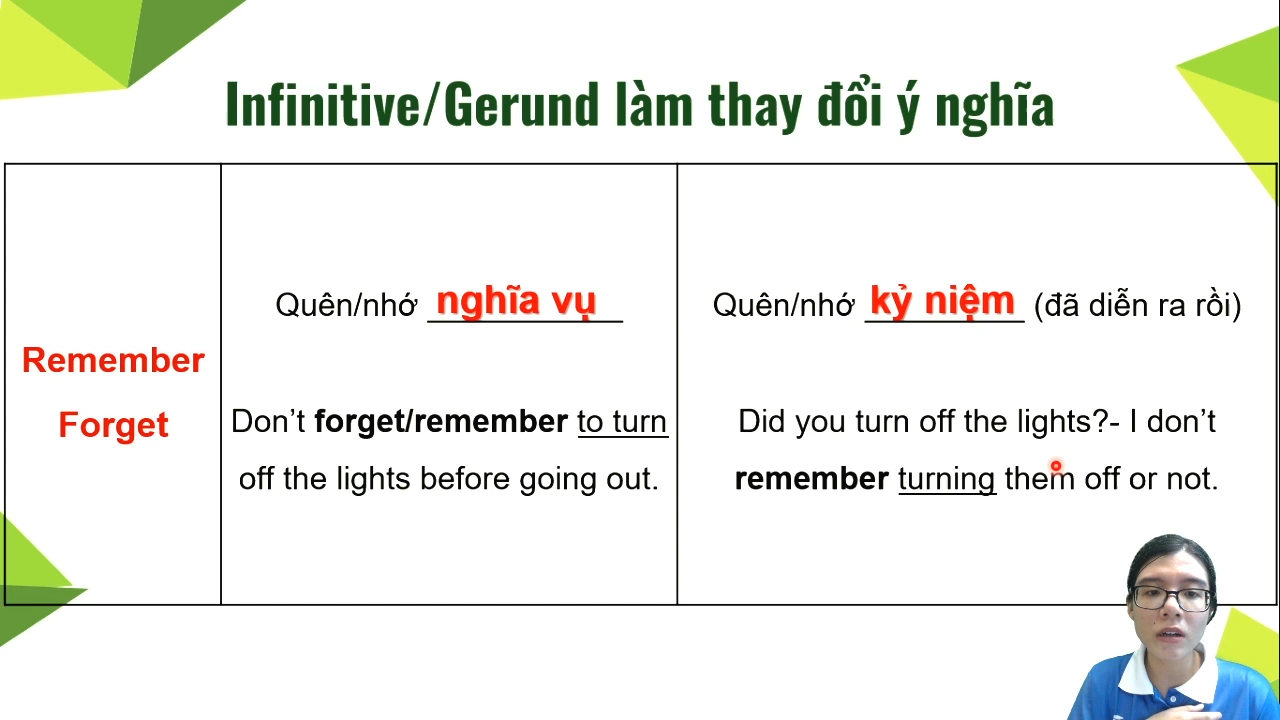 Infinitive/Gerund làm thay đổi ý nghĩa
Remember
Forget
Quên/nhớ nghĩa vụ
Don't forget/remember to turn
off the lights before going out.
Quên/nhớ kỷ niệm (đã diễn ra rồi)
Did you turn off the lights?- I don't
remember turning them off or not.